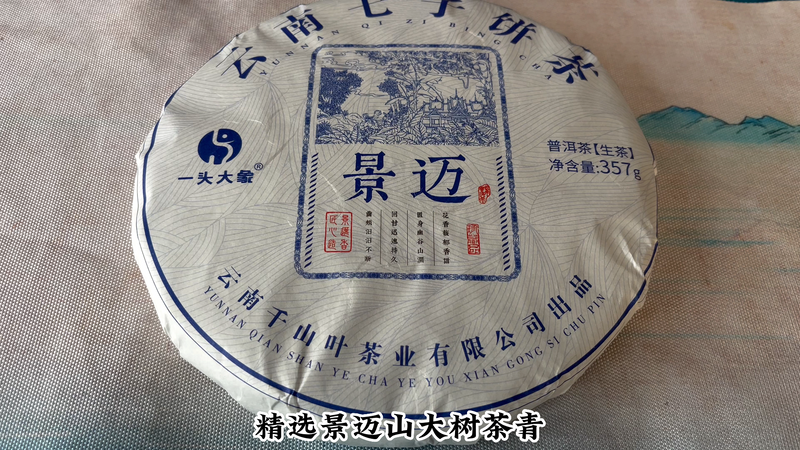 云南七子饼茶
YUNNAN QI ZI BING CHA
一头大象®
景迈
普洱茶【生茶】
净含量:357g
云南千山叶茶业有限公司出品
YUNNAN QIAN SHAN YE CHA YE YOU XIAN GONG SI CHU PIN
精选景迈山大树茶青